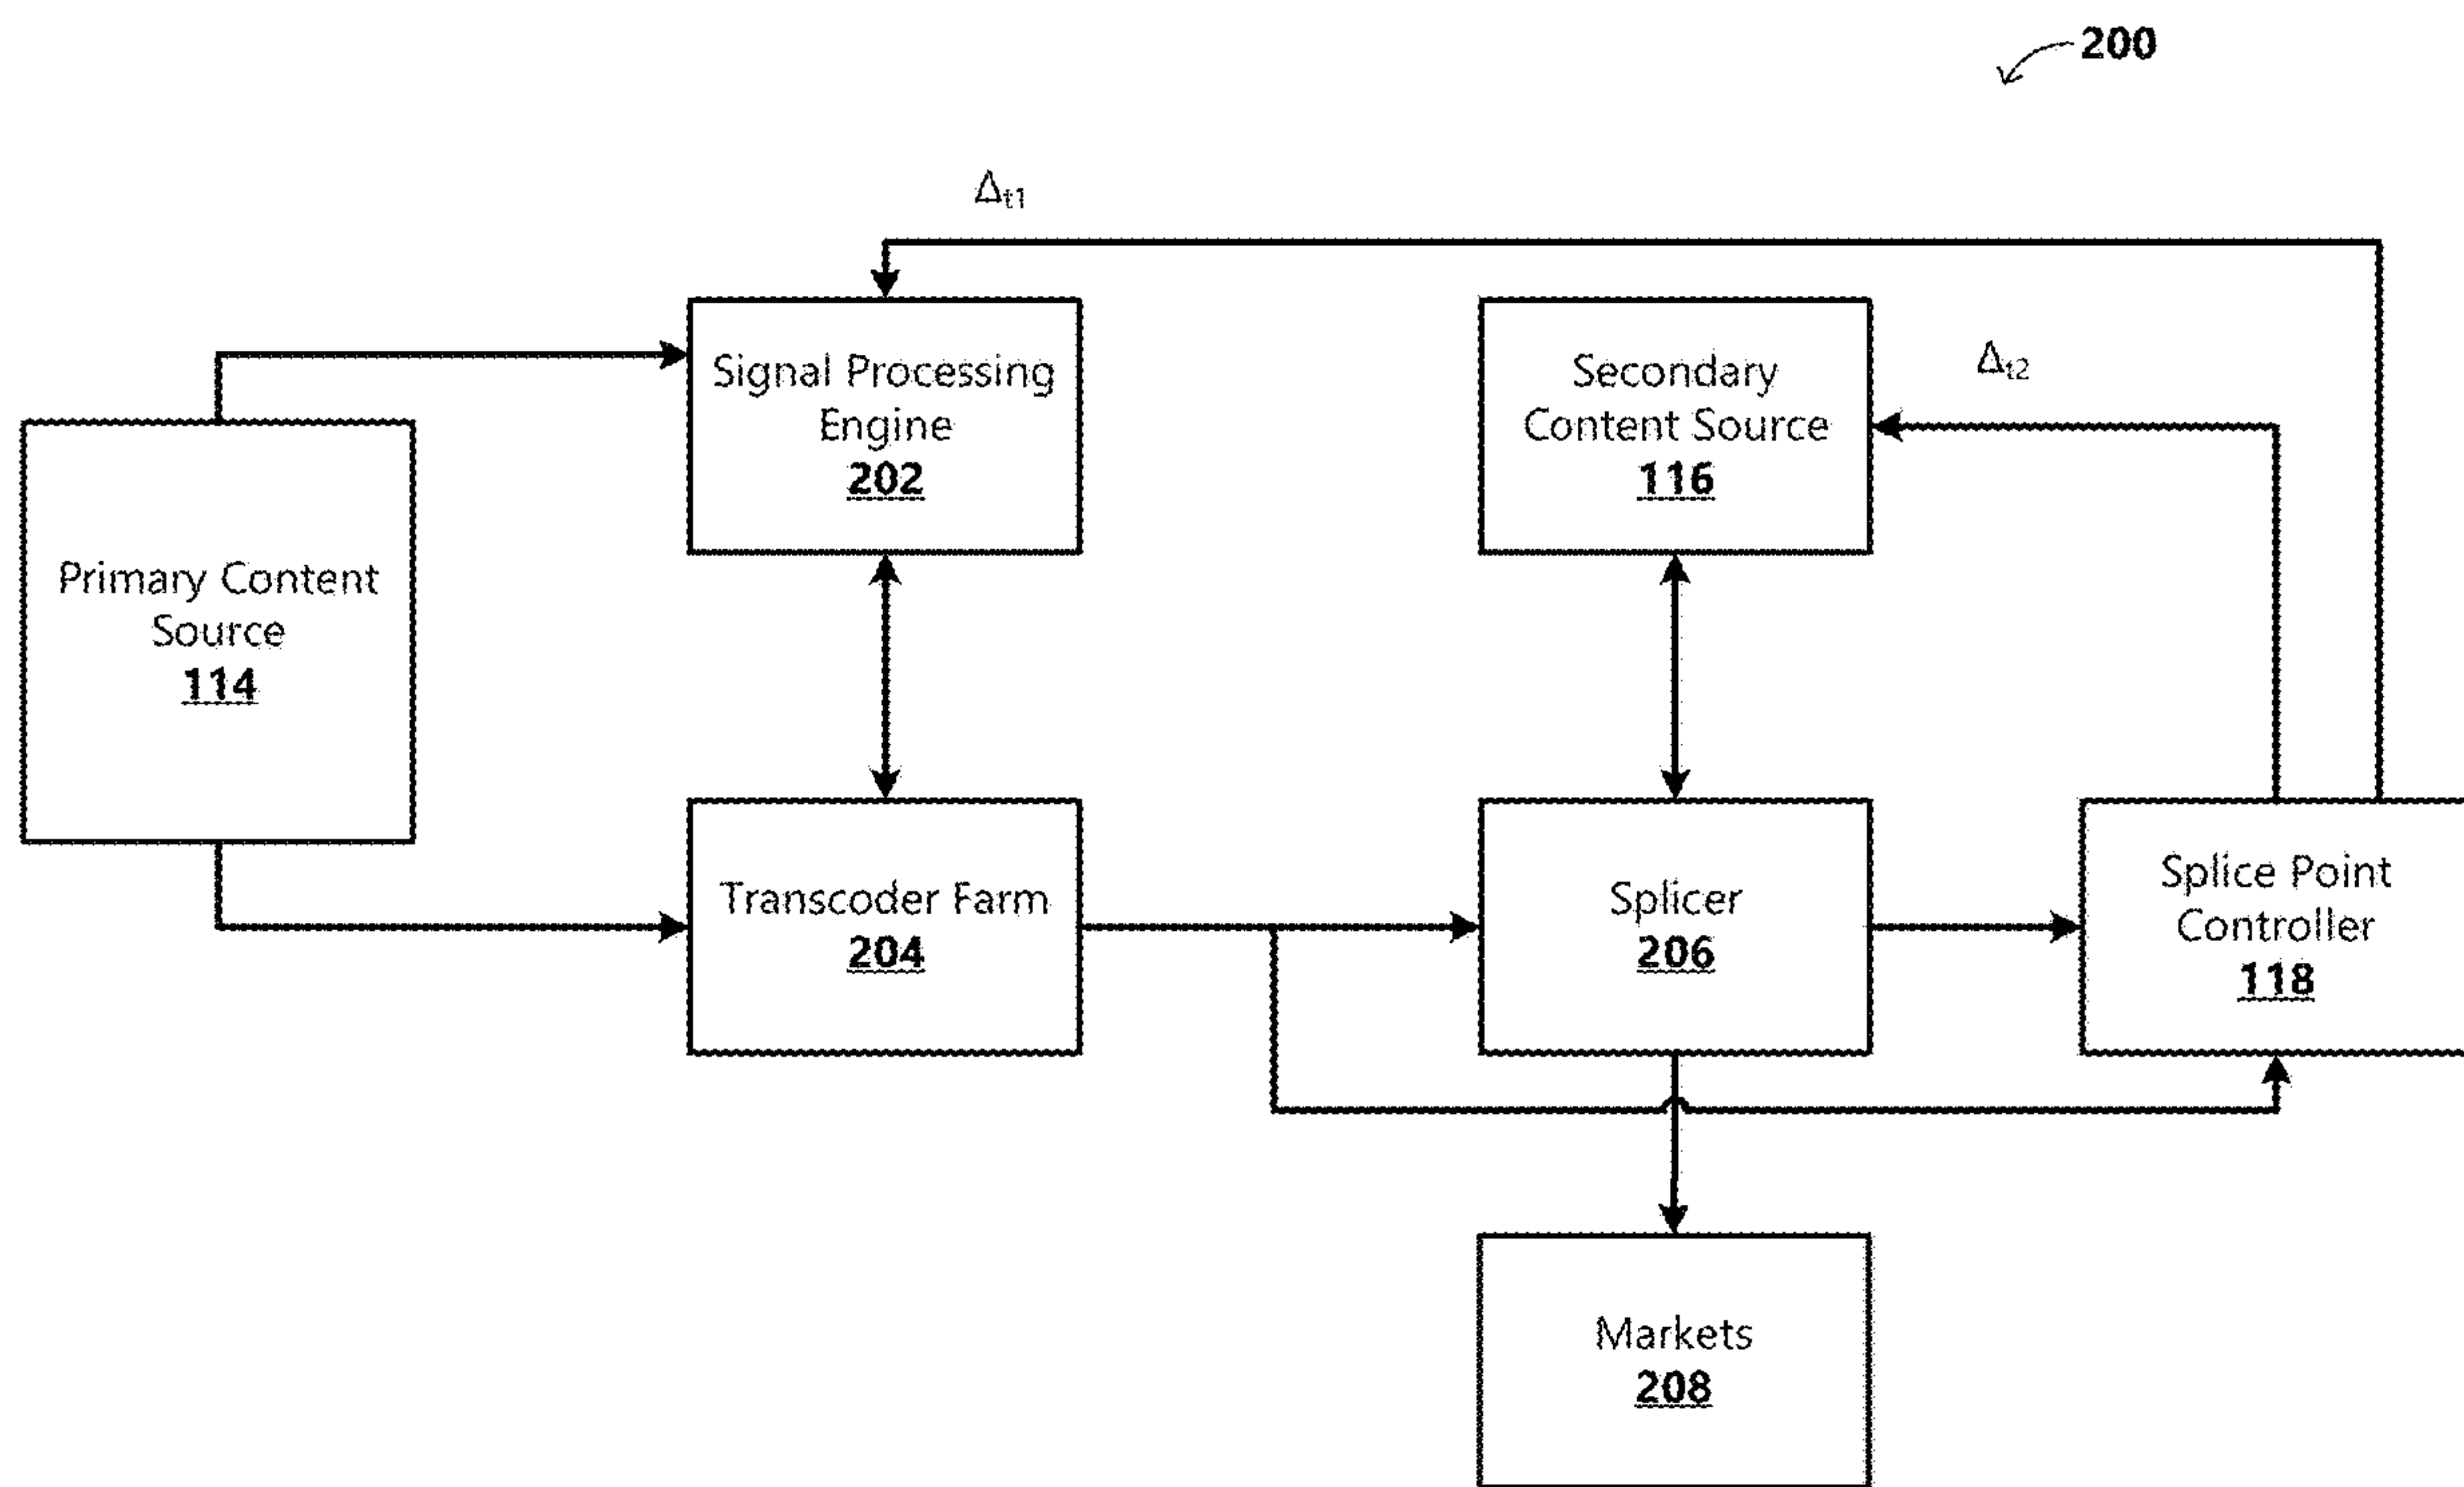 200
Δt1
Signal Processing
Engine
202
Secondary
Content Source
116
Δt2
Primary Content
Source
114
Transcoder Farm
204
Splicer
206
Splice Point
Controller
118
Markets
208